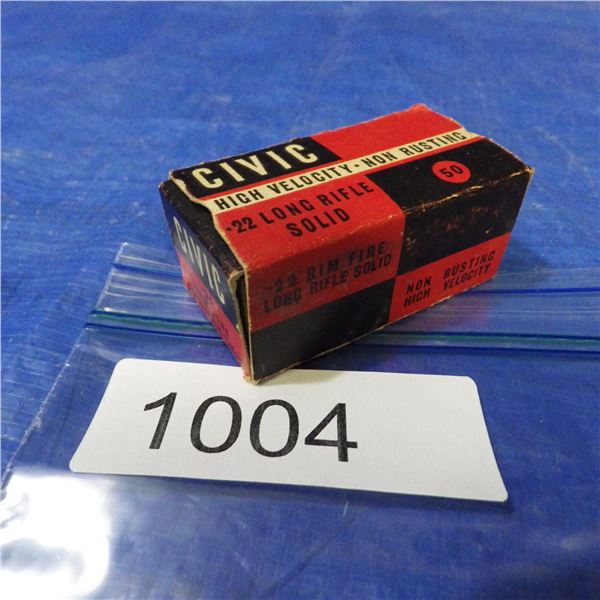 CIVIC
HIGH VELOCITY · NON RUSTING
.22 LONG RIFLE
SOLID
50
CIVIC
.22 RIM FIRE
LONG RIFLE SOLID
NON RUSTING
HIGH VELOCITY
1004